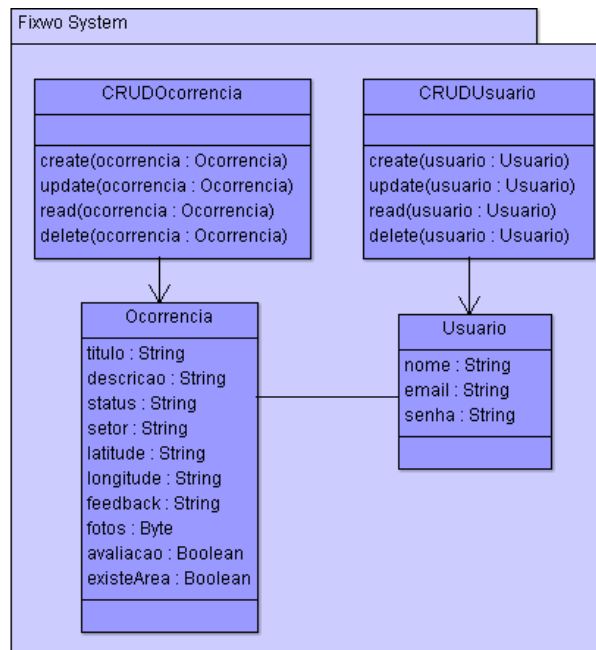 Fixwo System
CRUDOcorrencia
create(ocorrencia : Ocorrencia)
update(ocorrencia : Ocorrencia)
read(ocorrencia : Ocorrencia)
delete(ocorrencia : Ocorrencia)
CRUDUsuario
create(usuario : Usuario)
update(usuario : Usuario)
read(usuario : Usuario)
delete(usuario : Usuario)
Ocorrencia
titulo : String
descricao : String
status : String
setor : String
latitude : String
longitude : String
feedback : String
fotos : Byte
avaliacao : Boolean
existeArea : Boolean
Usuario
nome : String
email : String
senha : String